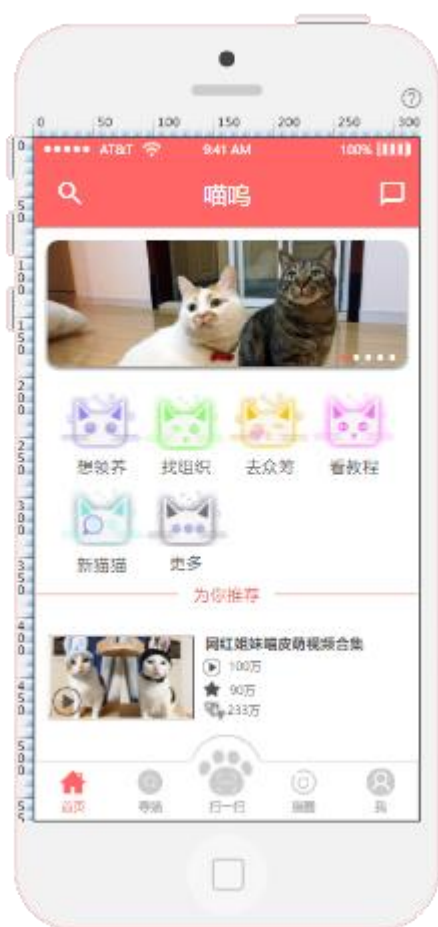 0 50 100 150 200 250 300
AT&T 9:41 AM 100%
喵呜
想领养 找组织 去众筹 看教程
新猫猫 更多
为你推荐
网红姐妹喵皮萌视频合集
100万
90万
233万
首页 寻猫 扫一扫 我